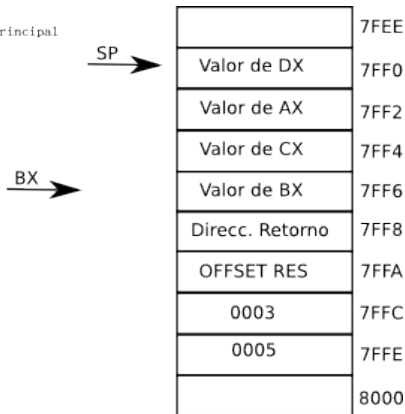 7FEE
rincipal
SP
Valor de DX 7FF0
Valor de AX 7FF2
Valor de CX 7FF4
BX
Valor de BX 7FF6
Direcc. Retorno 7FF8
OFFSET RES 7FFA
0003 7FFC
0005 7FFE
8000